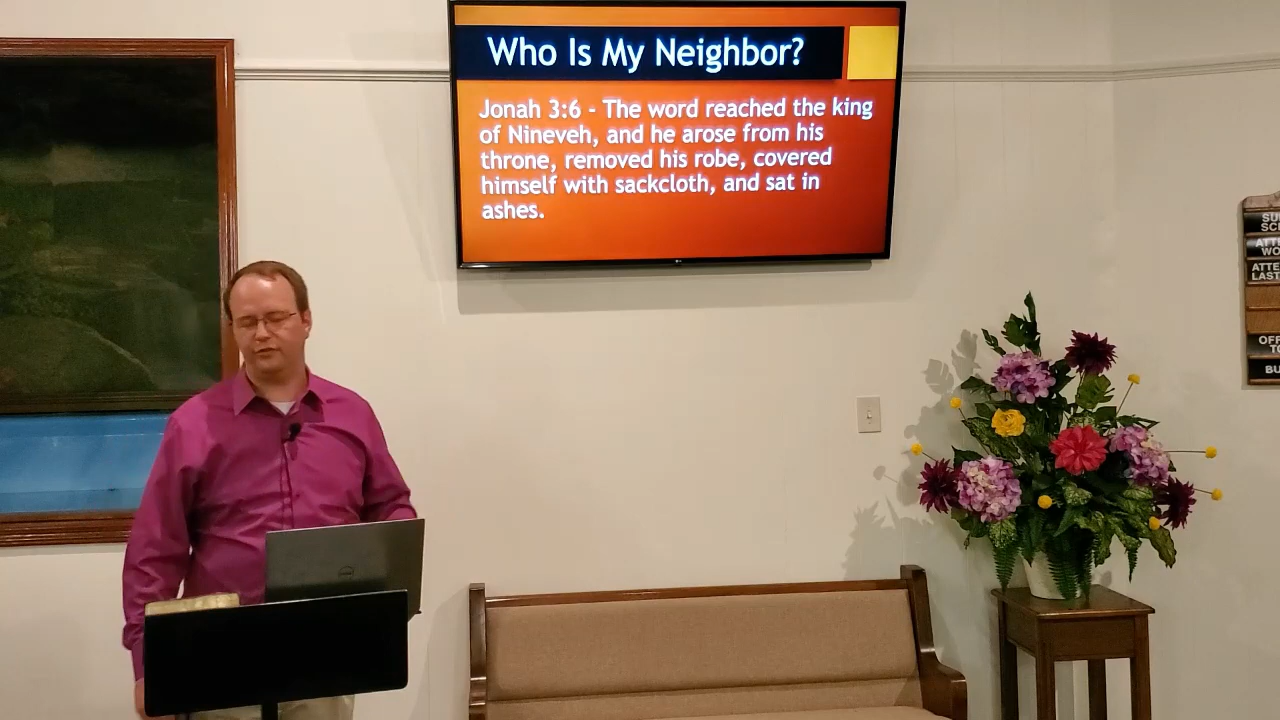 Who Is My Neighbor?
Jonah 3:6 - The word reached the king
of Nineveh, and he arose from his
throne, removed his robe, covered
himself with sackcloth, and sat in
ashes.